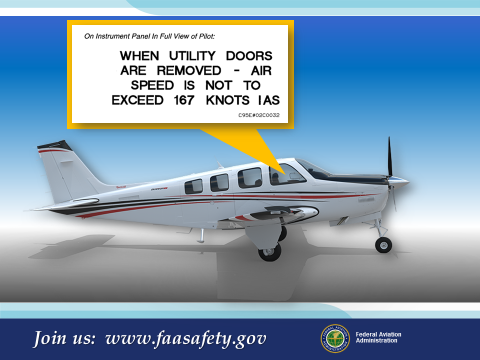 On Instrument Panel In Full View of Pilot:
WHEN UTILITY DOORS
ARE REMOVED - AIR
SPEED IS NOT TO
EXCEED 167 KNOTS IAS
C95E#02C0032
Join us: www.faasafety.gov
Federal Aviation
Administration